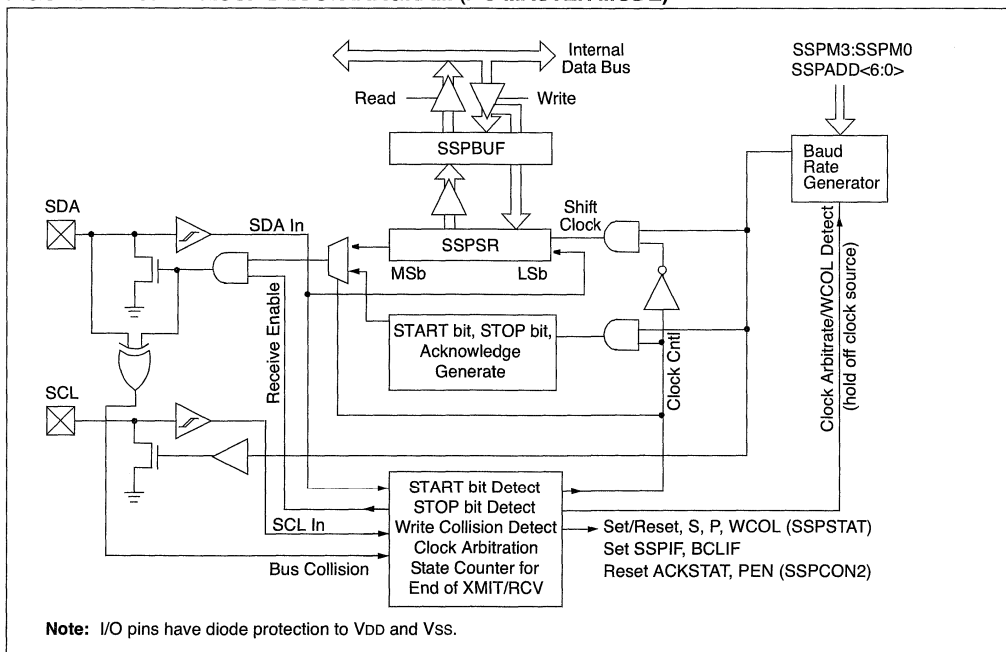 Internal
Data Bus
SSPM3:SSPM0
SSPADD<6:0>
Read
Write
SSPBUF
Baud
Rate
Generator
SDA
SDA In
Shift
Clock
SSPSR
MSb
LSb
START bit, STOP bit,
Acknowledge
Generate
Receive Enable
Clock Cntl
Clock Arbitrate/WCOL Detect
(hold off clock source)
SCL
SCL In
Bus Collision
START bit Detect
STOP bit Detect
Write Collision Detect
Clock Arbitration
State Counter for
End of XMIT/RCV
Set/Reset, S, P, WCOL (SSPSTAT)
Set SSPIF, BCLIF
Reset ACKSTAT, PEN (SSPCON2)
Note: I/O pins have diode protection to VDD and VSS.